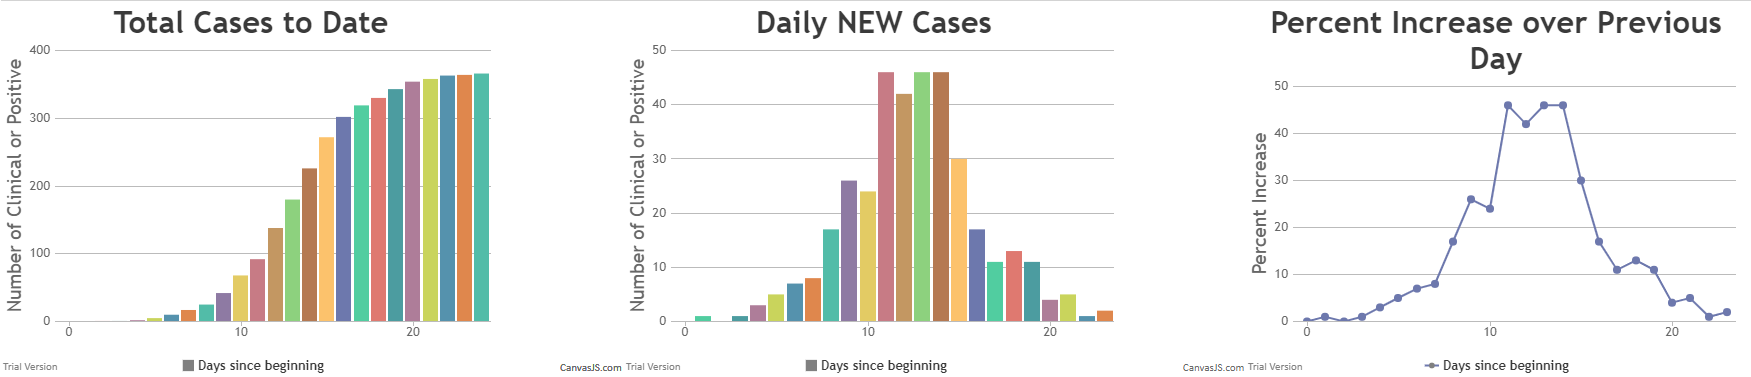 Total Cases to Date
Number of Clinical or Positive
400
300
200
100
0
0 10 20
Days since beginning
Trial Version
CanvasJS.com
Daily NEW Cases
Number of Clinical or Positive
50
40
30
20
10
0
0 10 20
Days since beginning
Trial Version
CanvasJS.com
Percent Increase over Previous
Day
Percent Increase
50
40
30
20
10
0
0 10 20
Days since beginning
Trial Version